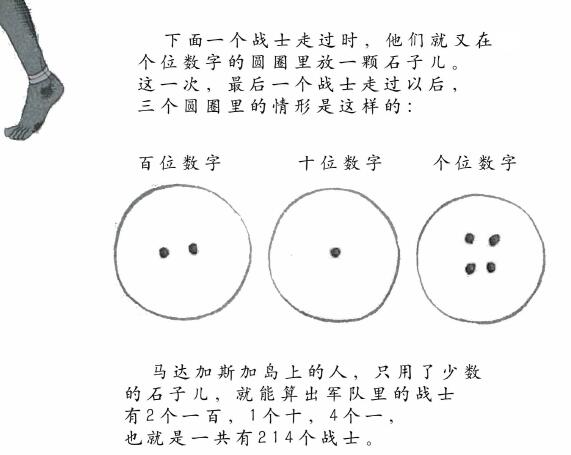 下面一个战士走过时，他们就又在
个位数字的圆圈里放一颗石子儿。
这一次，最后一个战士走过以后，
三个圆圈里的情形是这样的：
百位数字 十位数字 个位数字
马达加斯加岛上的人，只用了少数
的石子儿，就能算出军队里的战士
有2个一百，1个十，4个一，
也就是一共有214个战士。